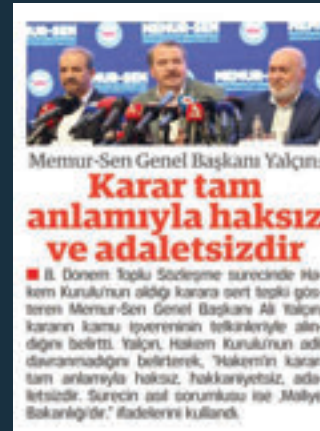 MEMUR-SEN
MEMUR-SEN
Memur-Sen Genel Başkanı Yalçın:
Karar tam
anlamıyla haksız
ve adaletsizdir
8. Dönem Toplu Sözleşme sürecinde Ha-
kem Kurulu'nun aldığı karara sert tepki gös-
teren Memur-Sen Genel Başkanı Ali Yalçın,
kararın kamu işvereninin telkinleriyle alın-
dığını belirtti. Yalçın, Hakem Kurulu'nun adil
davranmadığını belirterek, "Hakem'in kararı
tam anlamıyla haksız, hakkaniyetsiz, ada-
letsizdir. Sürecin asıl sorumlusu ise ,Maliye
Bakanlığı'dır." ifadelerini kullandı.